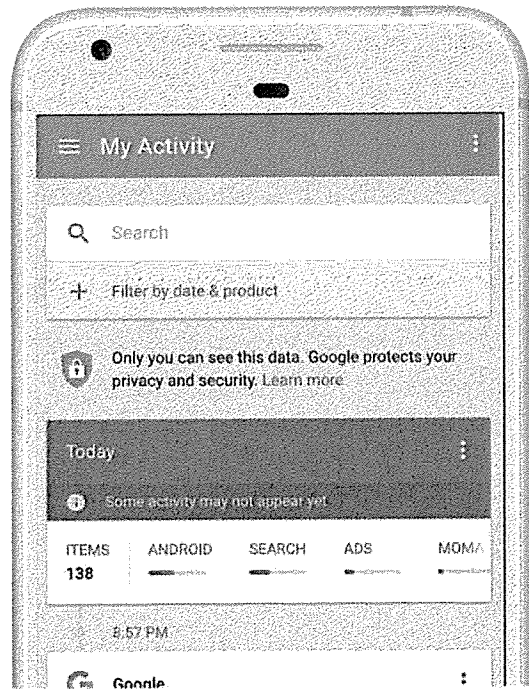 My Activity
Search
Filter by date & product
Only you can see this data. Google protects your
privacy and security. Learn more
Today
Some activity may not appear yet
ITEMS ANDROID SEARCH ADS MOMA
138
8:57 PM
Google